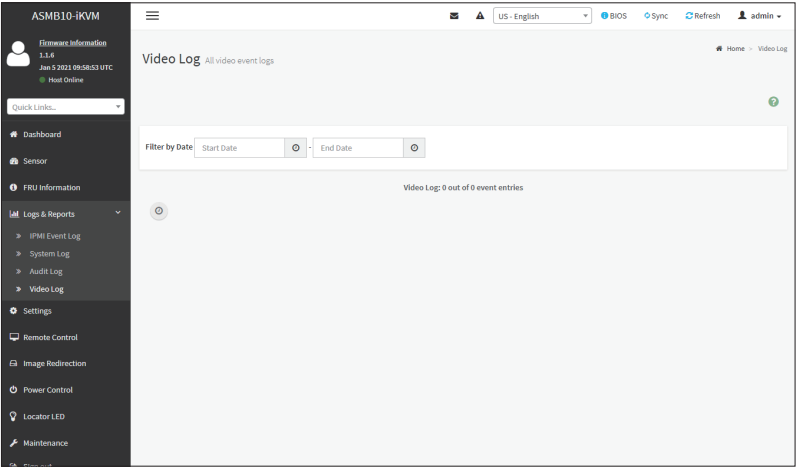 ASMB10-iKVM
US - English
BIOS
Sync
Refresh
admin
Firmware Information
1.1.6
Jan 5 2021 09:58:53 UTC
Host Online
Quick Links..
Video Log All video event logs
Home > Video Log
Dashboard
Sensor
FRU Information
Logs & Reports
IPMI Event Log
System Log
Audit Log
Video Log
Settings
Remote Control
Image Redirection
Power Control
Locator LED
Maintenance
Sign out
Filter by Date Start Date - End Date
Video Log: 0 out of 0 event entries